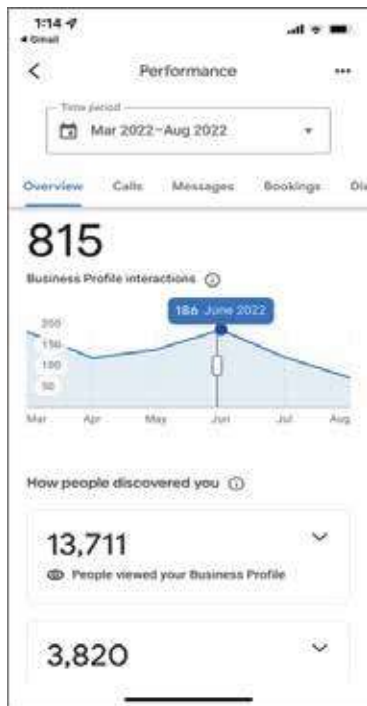 1:14
Gmail
Performance
Time period
Mar 2022–Aug 2022
Overview Calls Messages Bookings
815
Business Profile interactions
186 June 2022
200
150
100
50
Mar Apr May Jun Jul Aug
How people discovered you
13,711
People viewed your Business Profile
3,820